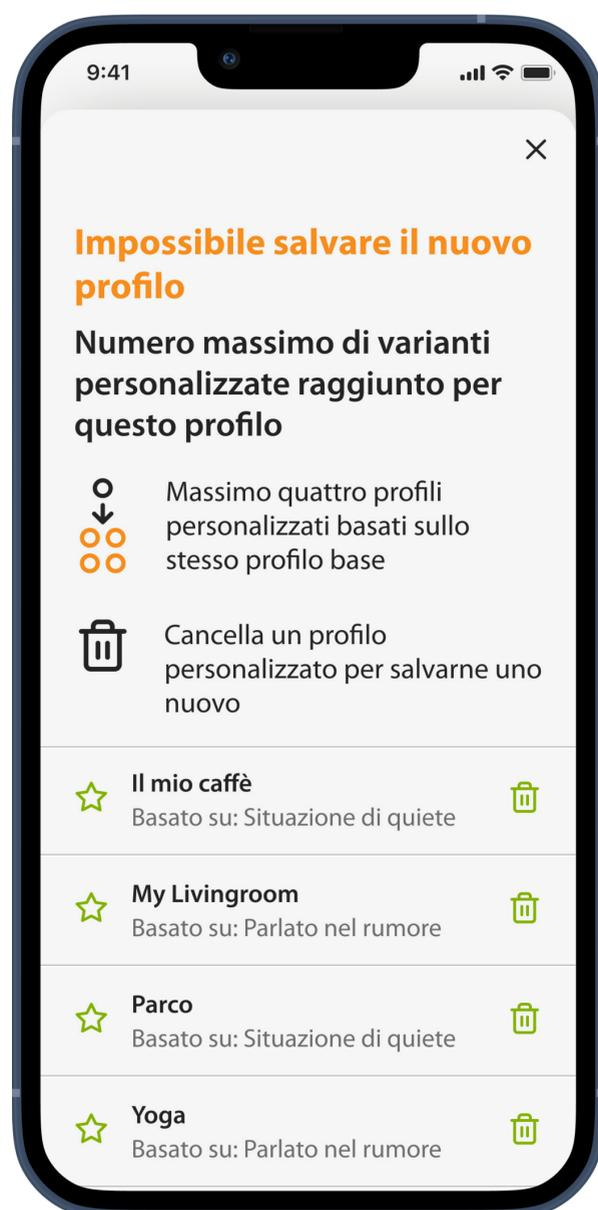 9:41
Impossibile salvare il nuovo
profilo
Numero massimo di varianti
personalizzate raggiunto per
questo profilo
Massimo quattro profili
personalizzati basati sullo
stesso profilo base
Cancella un profilo
personalizzato per salvarne uno
nuovo
Il mio caffè
Basato su: Situazione di quiete
My Livingroom
Basato su: Parlato nel rumore
Parco
Basato su: Situazione di quiete
Yoga
Basato su: Parlato nel rumore